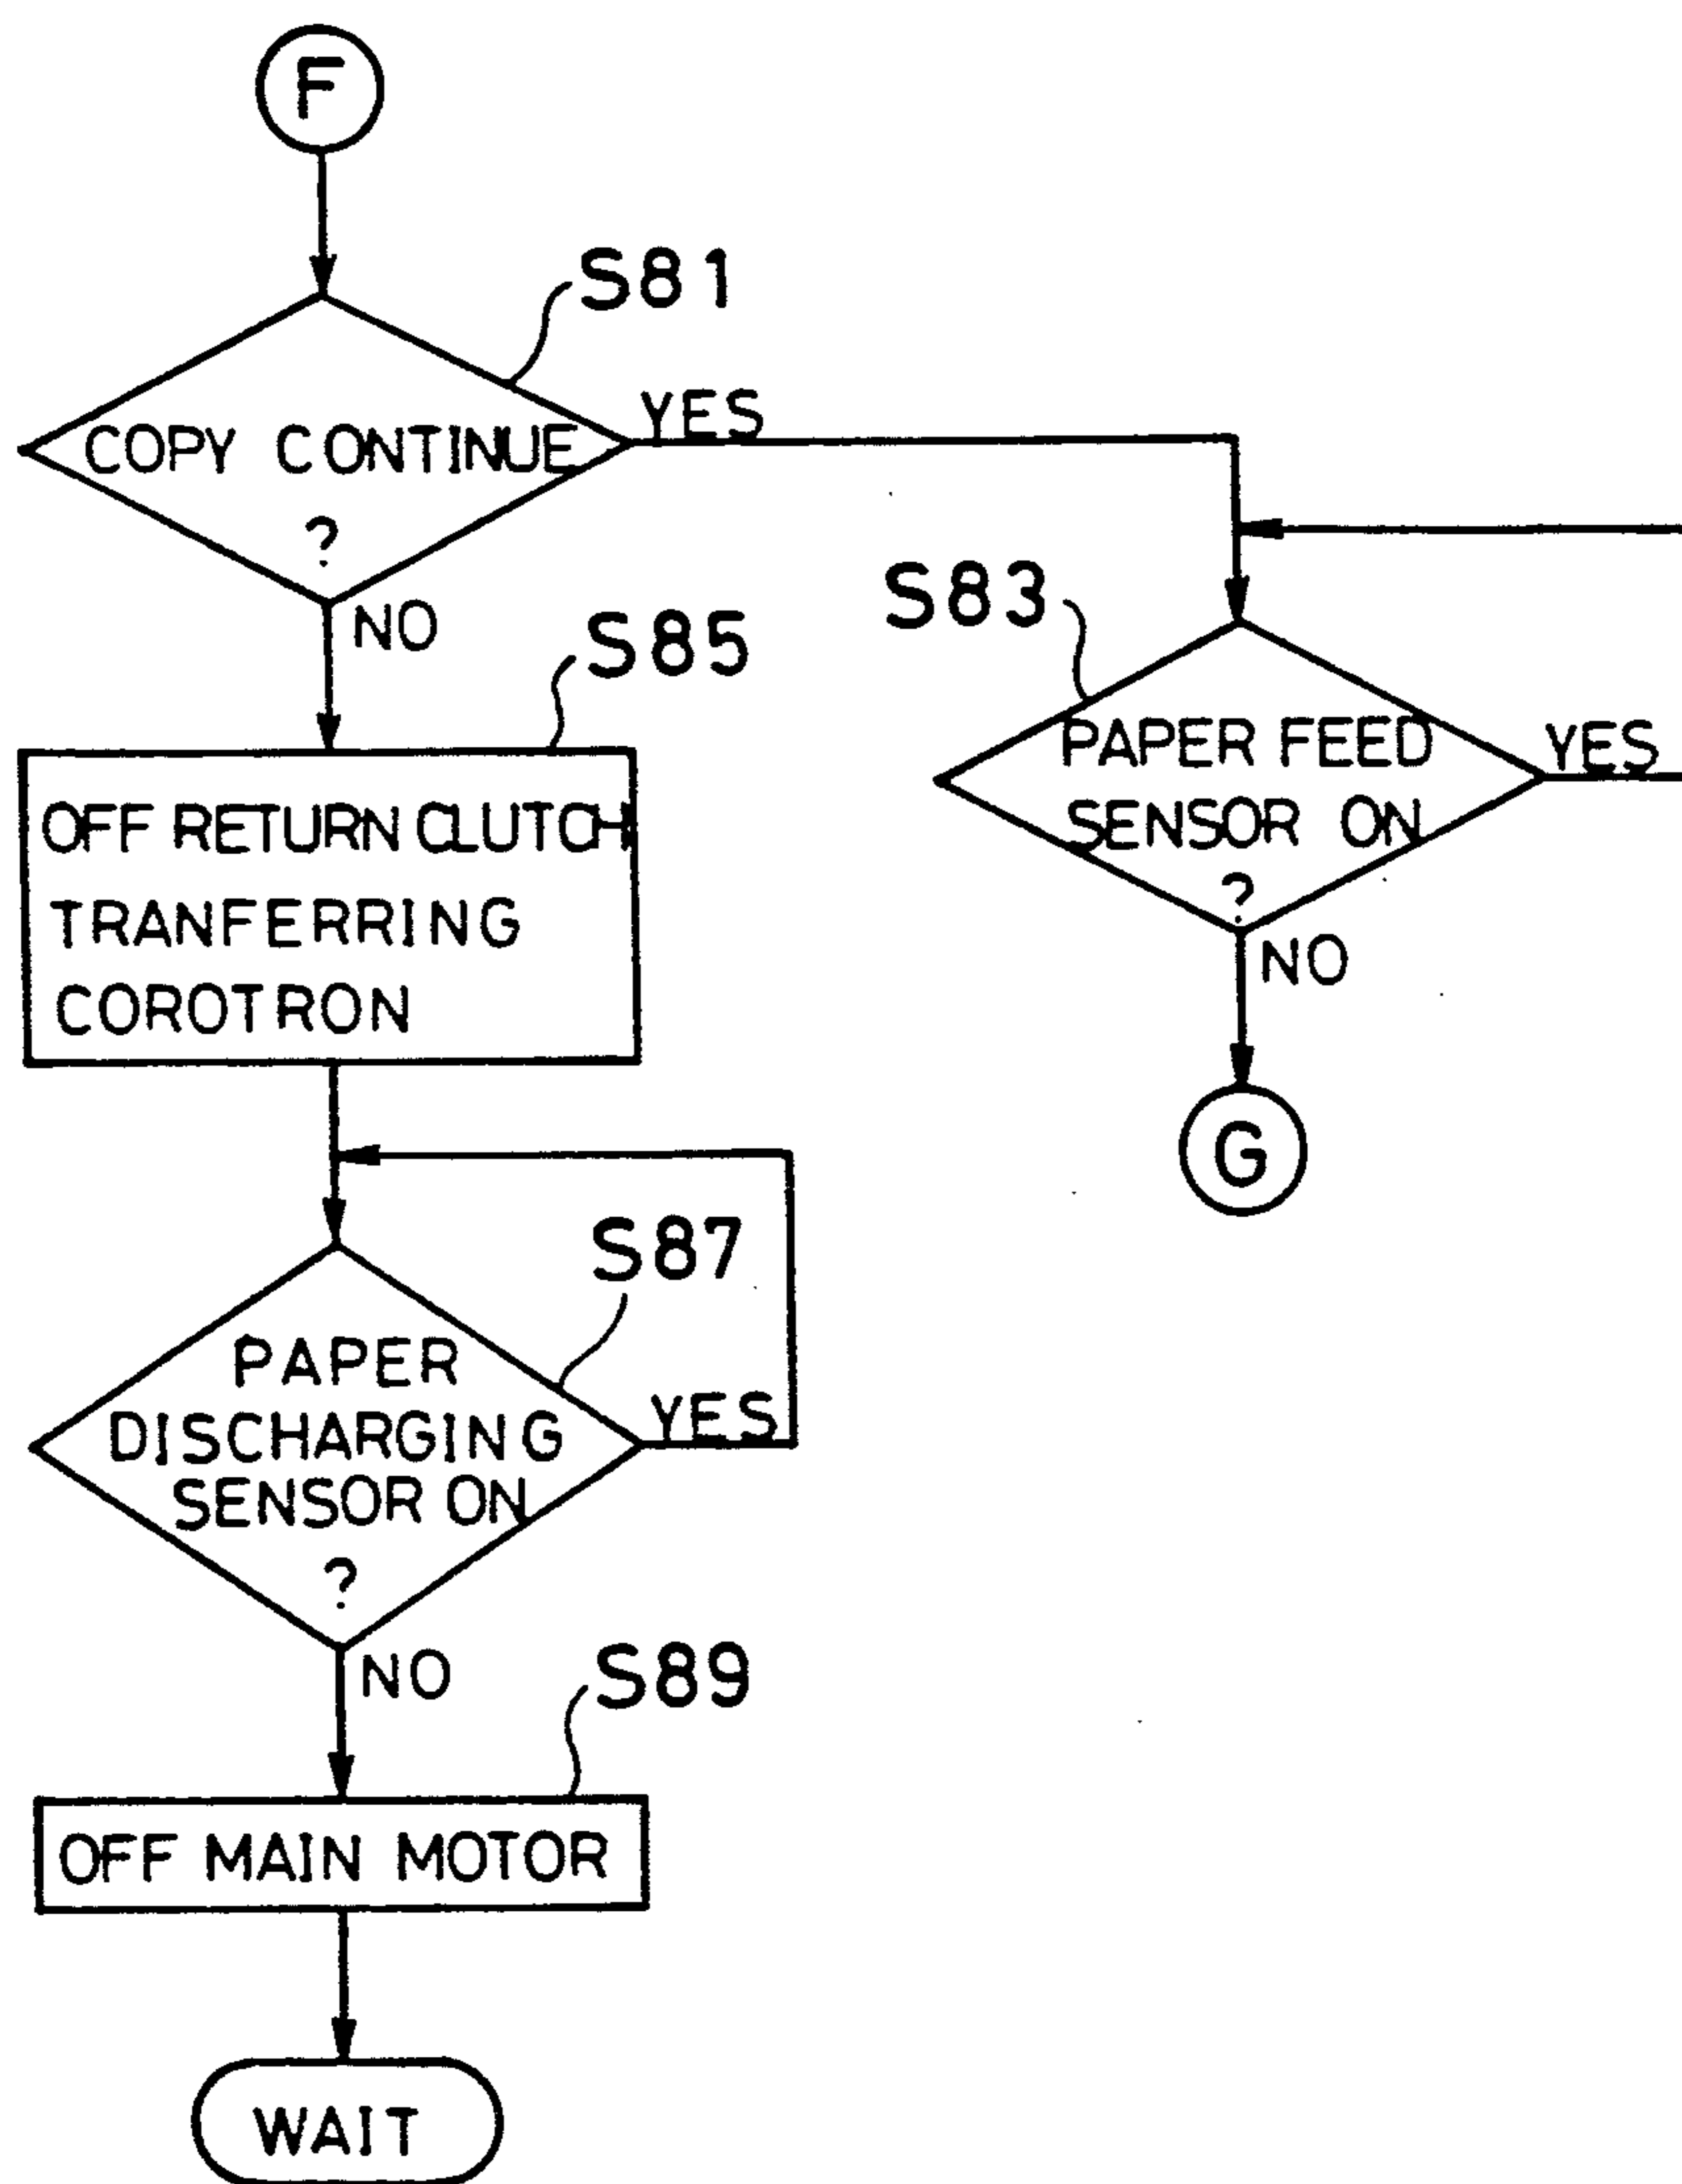 F
S81
COPY CONTINUE
?
YES
NO
S85
OFF RETURN CLUTCH
TRANFERRING
COROTRON
S87
PAPER
DISCHARGING
SENSOR ON
?
YES
NO
S89
OFF MAIN MOTOR
WAIT
S83
PAPER FEED
SENSOR ON
?
YES
NO
G